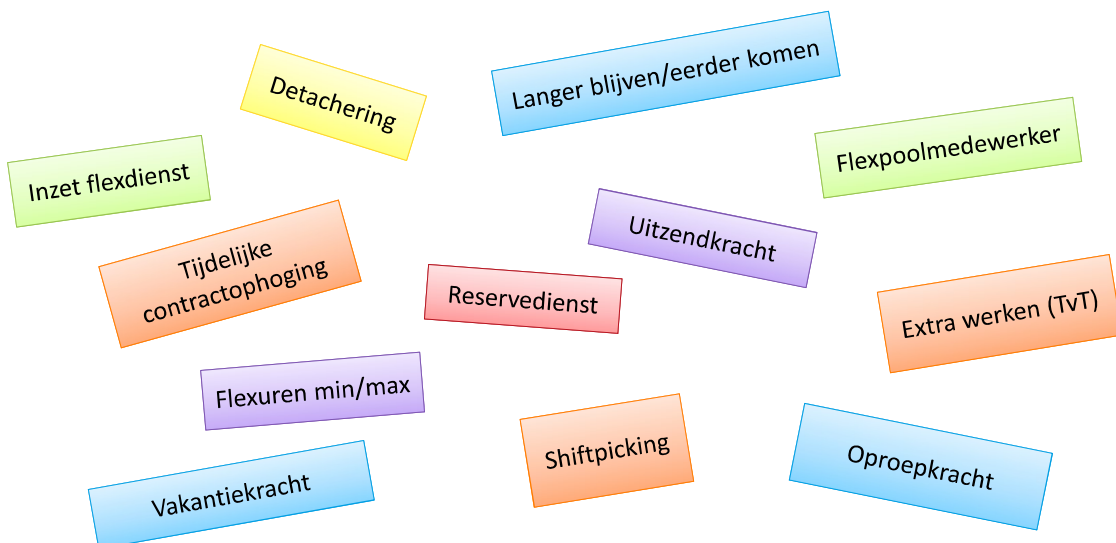 Langer blijven/eerder komen
Detachering
Flexpoolmedewerker
Inzet flexdienst
Uitzendkracht
Tijdelijke
contractophoging
Reservedienst
Extra werken (TvT)
Flexuren min/max
Shiftpicking
Oproepkracht
Vakantiekracht